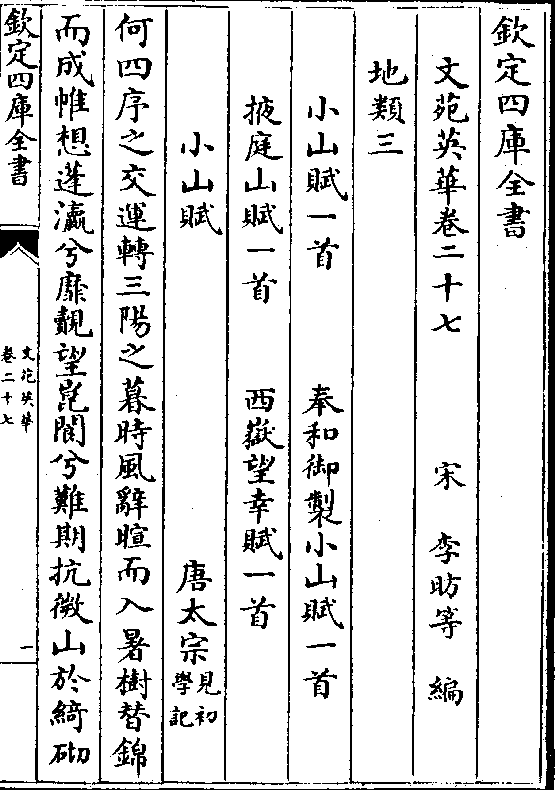 欽定四庫全書
文苑英華卷二十七　宋　李昉等　編
地類三
小山賦一首　奉和御製小山賦一首
掖庭山賦一首　西嶽望幸賦一首
小山賦　唐太宗見初學記
何四序之交運轉三陽之暮時風辭暄而入暑樹替錦
而成帷想蓬瀛兮靡覿望崑閬兮難期抗微山於綺砌
欽定四庫全書
文苑英華
卷二十七
一